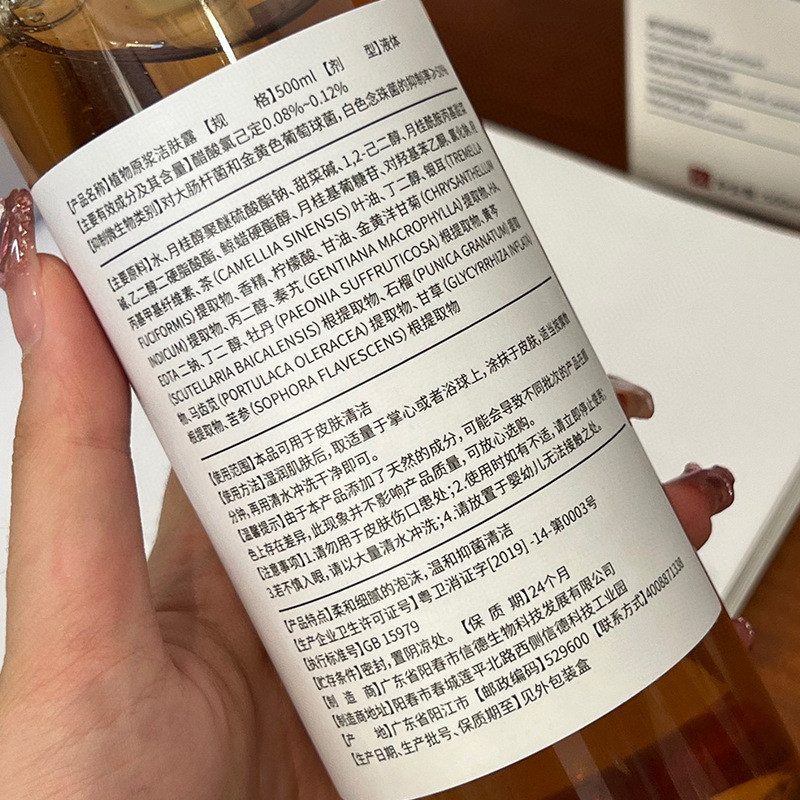 【产品名称】植物原浆洁肤露 【规 格】500ml 【剂 型】液体
【主要有效成分及其含量】醋酸氯己定0.08%~0.12%
【抑制微生物类别】对大肠杆菌和金黄色葡萄球菌,白色念珠菌的抑制率≥50%
【主要原料】水、月桂醇聚醚硫酸酯钠、甜菜碱、1,2-己二醇、月桂酰胺丙基甜菜
碱、乙二醇二硬脂酸酯、鲸蜡硬脂醇、月桂基葡糖苷、对羟基苯乙酮、氯化钠、羟
丙基甲基纤维素、茶(CAMELLIA SINENSIS)叶油、丁二醇、银耳(TREMELLA
FUCIFORMIS)提取物、香精、柠檬酸、甘油、金黄洋甘菊(CHRYSANTHELLUM
INDICUM)提取物、丙二醇、秦艽(GENTIANA MACROPHYLLA)提取物、HA、
EDTA 二钠、丁二醇、牡丹(PAEONIA SUFFRUTICOSA)根提取物、黄芩
(SCUTELLARIA BAICALENSIS)根提取物、石榴(PUNICA GRANATUM)提取
物、马齿苋(PORTULACA OLERACEA)提取物、甘草(GLYCYRRHIZA INFLATA)
根提取物、苦参(SOPHORA FLAVESCENS)根提取物
【使用范围】本品可用于皮肤清洁
【使用方法】湿润肌肤后,取适量于掌心或者浴球上,涂抹于皮肤,适当按摩数
分钟,再用清水冲洗干净即可。
【温馨提示】由于本产品添加了天然的成分,可能会导致不同批次的产品在颜
色上存在差异,此现象并不影响产品质量,可放心选购。
【注意事项】1.请勿用于皮肤伤口患处;2.使用时如有不适,请立即停止使用;
3.若不慎入眼,请以大量清水冲洗;4.请放置于婴幼儿无法接触之处。
【产品特点】柔和细腻的泡沫,温和抑菌清洁
【生产企业卫生许可证号】粤卫消证字[2019]-14-第0003号
【执行标准号】GB 15979
【贮存条件】密封,置阴凉处。【保 质 期】24个月
【制 造 商】广东省阳春市信德生物科技发展有限公司
【制造商地址】阳春市春城莲平北路西侧信德科技工业园
【产 地】广东省阳江市【邮政编码】529600【联系方式】4008871338
【生产日期、生产批号、保质期至】见外包装盒